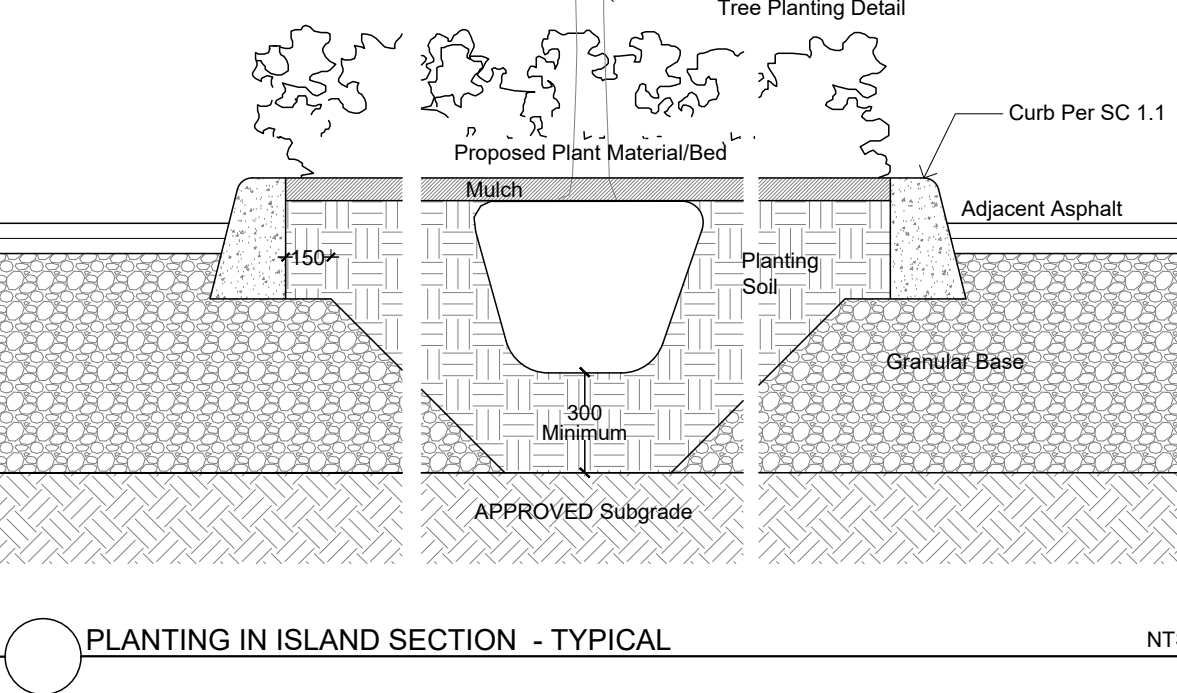 Tree Planting Detail
Curb Per SC 1.1
Proposed Plant Material/Bed
Mulch
Adjacent Asphalt
150
Planting
Soil
Granular Base
300
Minimum
APPROVED Subgrade
PLANTING IN ISLAND SECTION - TYPICAL